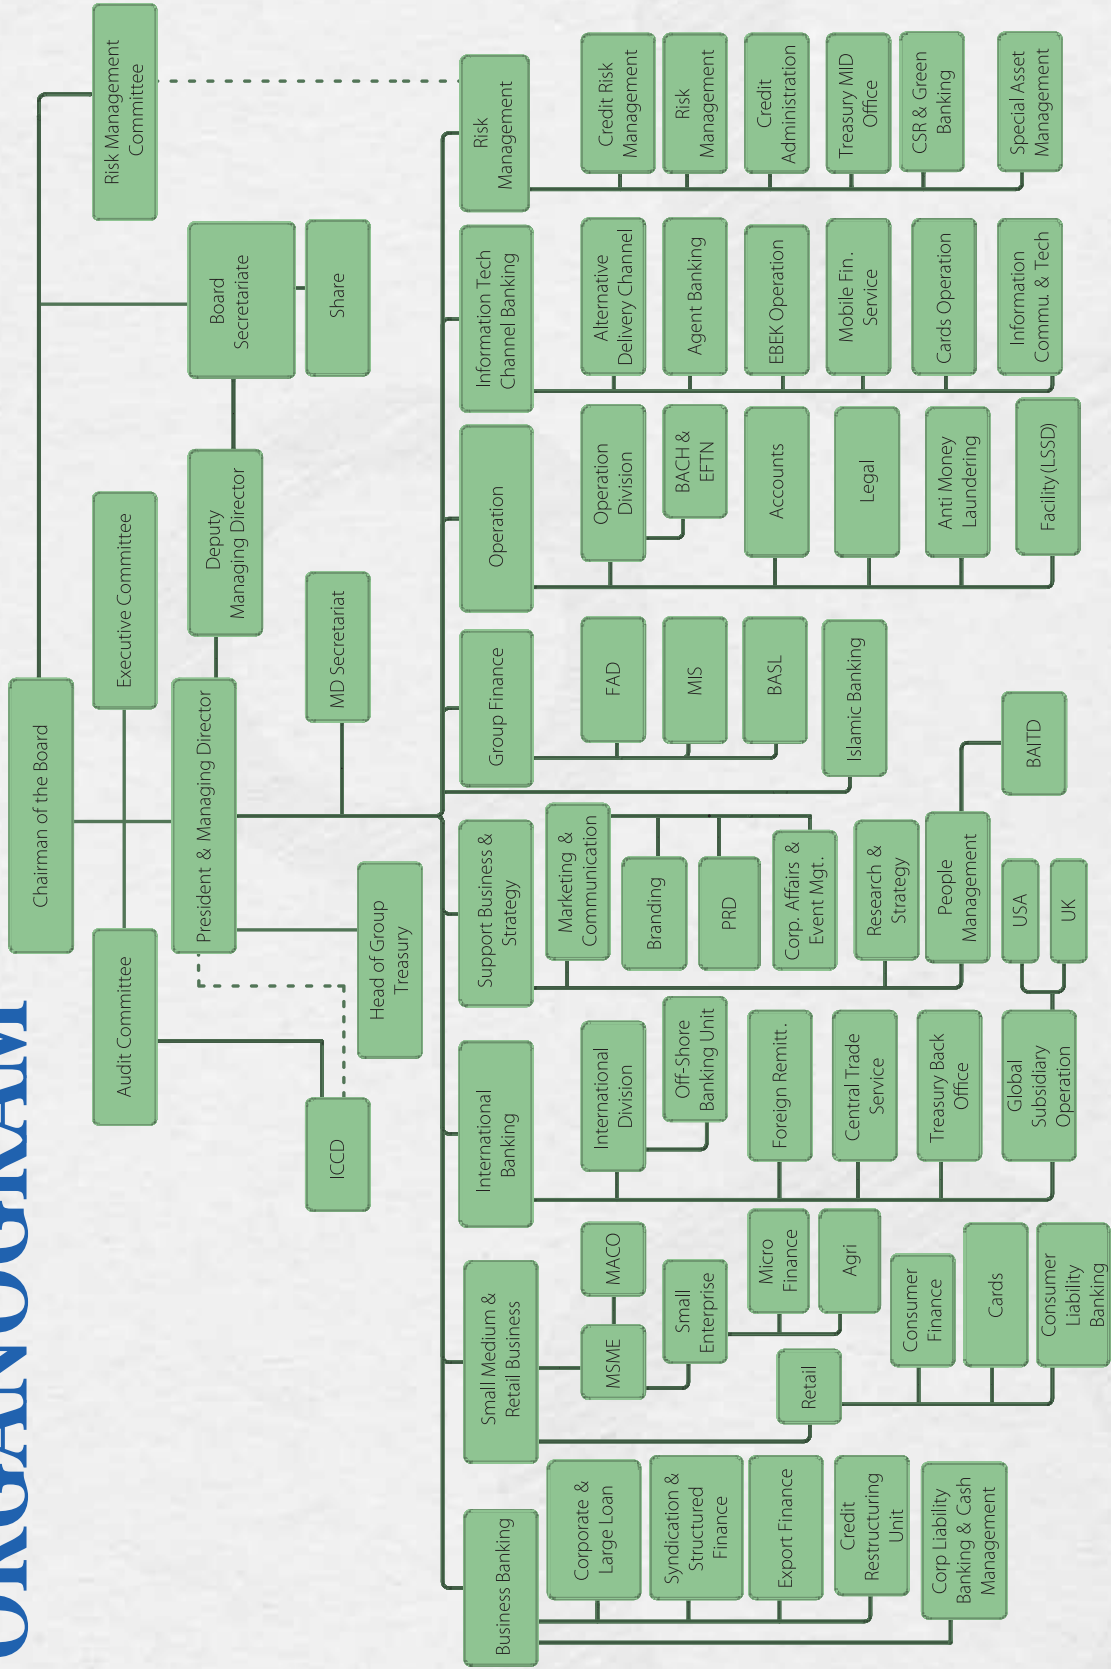 ORGANOGRAM
Chairman of the Board
Audit Committee
Executive Committee
Risk Management
Committee
President & Managing Director
Deputy
Managing Director
Board
Secretariate
Share
ICCD
MD Secretariat
Head of Group
Treasury
Business Banking
Small Medium &
Retail Business
International
Banking
Support Business &
Strategy
Group Finance
Operation
Information Tech
Channel Banking
Risk
Management
Corporate &
Large Loan
Syndication &
Structured
Finance
Export Finance
Credit
Restructuring
Unit
Corp Liability
Banking & Cash
Management
MSME
MACO
Small
Enterprise
Micro
Finance
Agri
Retail
Consumer
Finance
Cards
Consumer
Liability
Banking
International
Division
Off-Shore
Banking Unit
Foreign Remitt.
Central Trade
Service
Treasury Back
Office
Global
Subsidiary
Operation
USA
UK
Marketing &
Communication
Branding
PRD
Corp. Affairs &
Event Mgt.
Research &
Strategy
People
Management
BAITD
FAD
MIS
BASL
Islamic Banking
Operation
Division
BACH &
EFTN
Accounts
Legal
Anti Money
Laundering
Facility (LSSD)
Alternative
Delivery Channel
Agent Banking
EBEK Operation
Mobile Fin.
Service
Cards Operation
Information
Commu. & Tech
Credit Risk
Management
Risk
Management
Credit
Administration
Treasury MID
Office
CSR & Green
Banking
Special Asset
Management